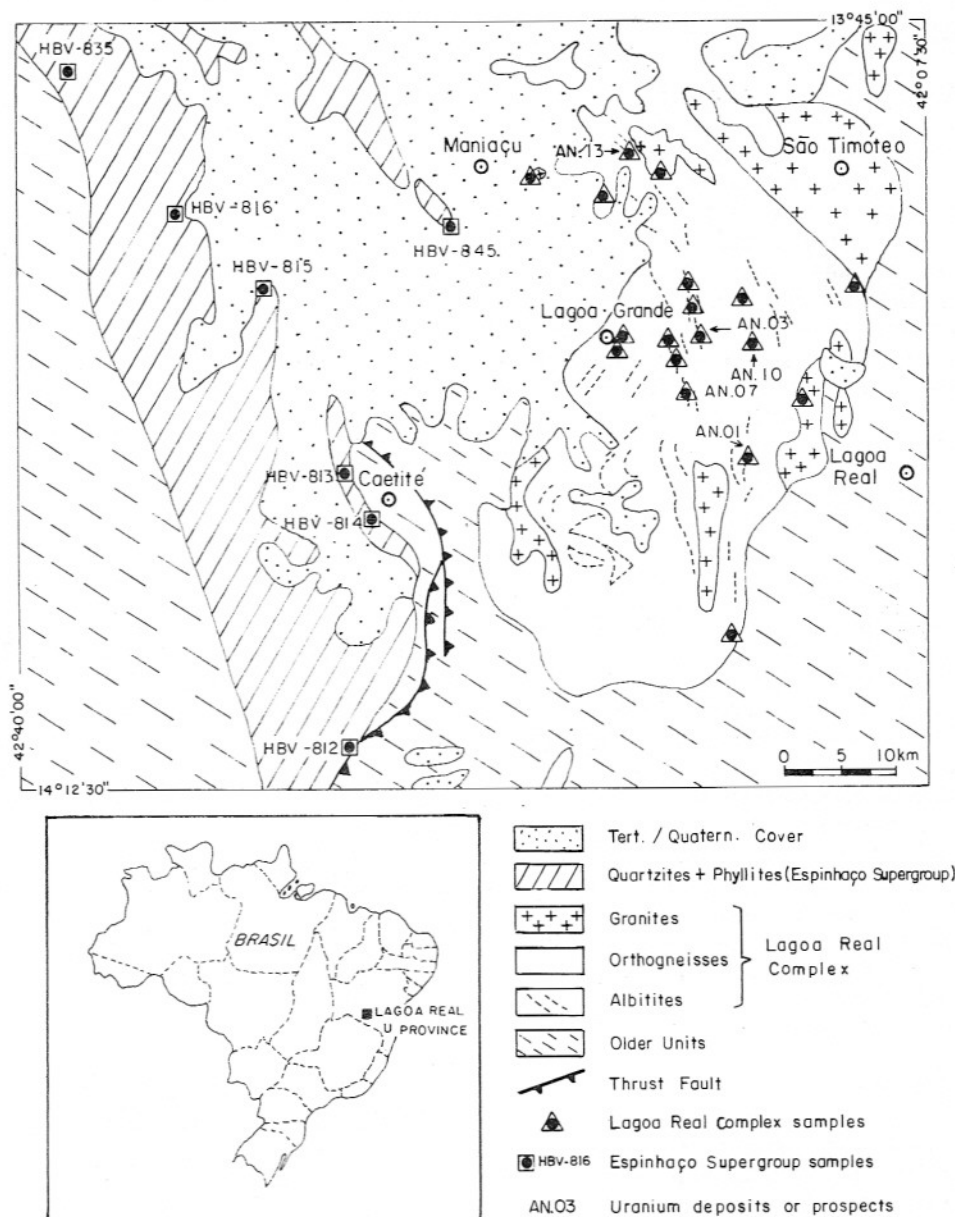 13°45'00"
42°07'30"
HBV-835
Maniaçu
AN.13
São Timoteo
HBV-816
HBV-845
HBV-815
Lagoa Grande
AN.03
AN.10
AN.07
AN.01
Lagoa
Real
HBV-813
Caetité
HBV-814
HBV-812
42°40'00"
14°12'30"
0 5 10km
BRASIL
LAGOA REAL
U PROVINCE
Tert. / Quatern. Cover
Quartzites + Phyllites (Espinhaço Supergroup)
Granites
Orthogneisses
Albitites
Lagoa Real
Complex
Older Units
Thrust Fault
Lagoa Real Complex samples
HBV-816 Espinhaço Supergroup samples
AN.03 Uranium deposits or prospects